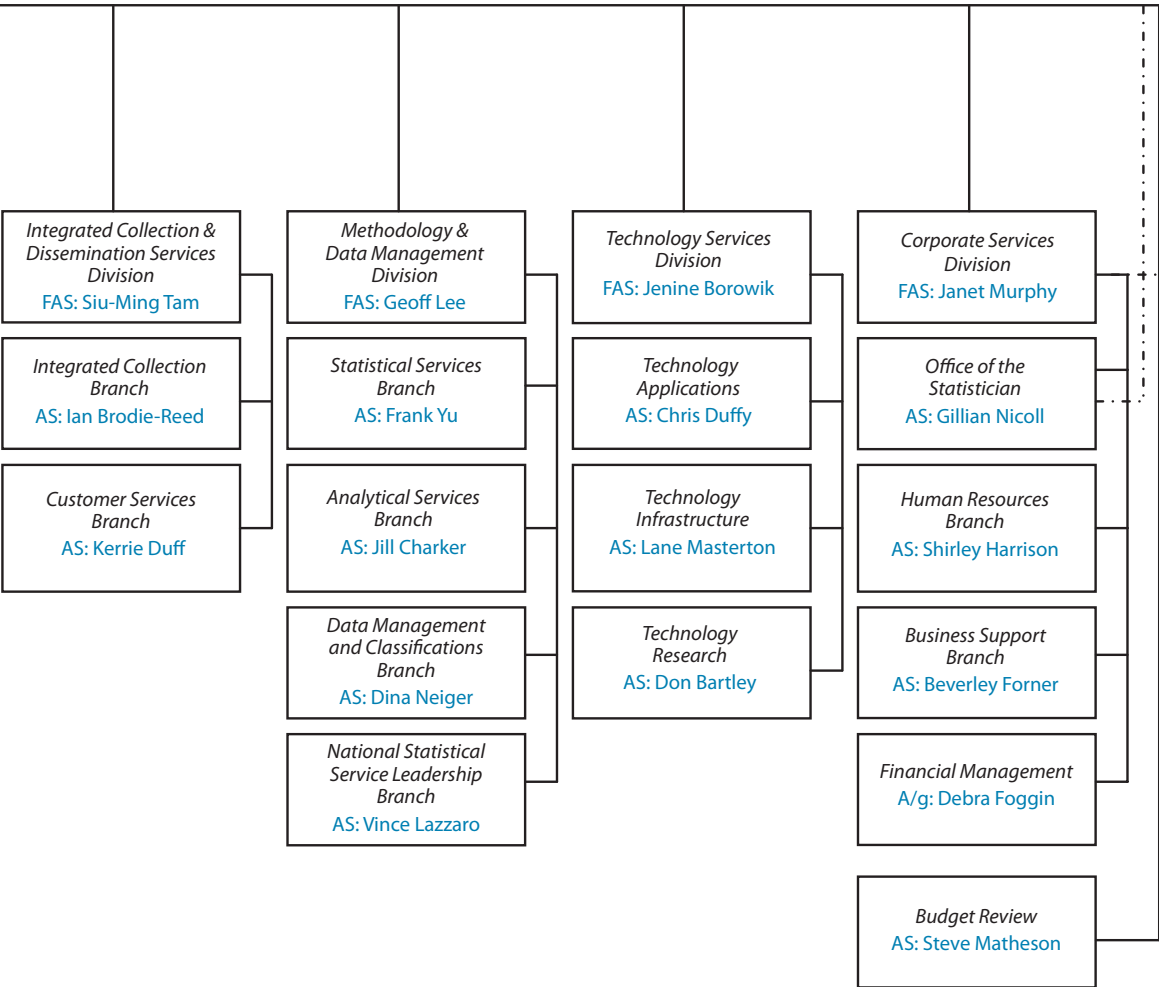 Integrated Collection &
Dissemination Services
Division
FAS: Siu-Ming Tam
Integrated Collection
Branch
AS: Ian Brodie-Reed
Customer Services
Branch
AS: Kerrie Duff
Methodology &
Data Management
Division
FAS: Geoff Lee
Statistical Services
Branch
AS: Frank Yu
Analytical Services
Branch
AS: Jill Charker
Data Management
and Classifications
Branch
AS: Dina Neiger
National Statistical
Service Leadership
Branch
AS: Vince Lazzaro
Technology Services
Division
FAS: Jenine Borowik
Technology
Applications
AS: Chris Duffy
Technology
Infrastructure
AS: Lane Masterton
Technology
Research
AS: Don Bartley
Corporate Services
Division
FAS: Janet Murphy
Office of the
Statistician
AS: Gillian Nicoll
Human Resources
Branch
AS: Shirley Harrison
Business Support
Branch
AS: Beverley Forner
Financial Management
A/g: Debra Foggin
Budget Review
AS: Steve Matheson